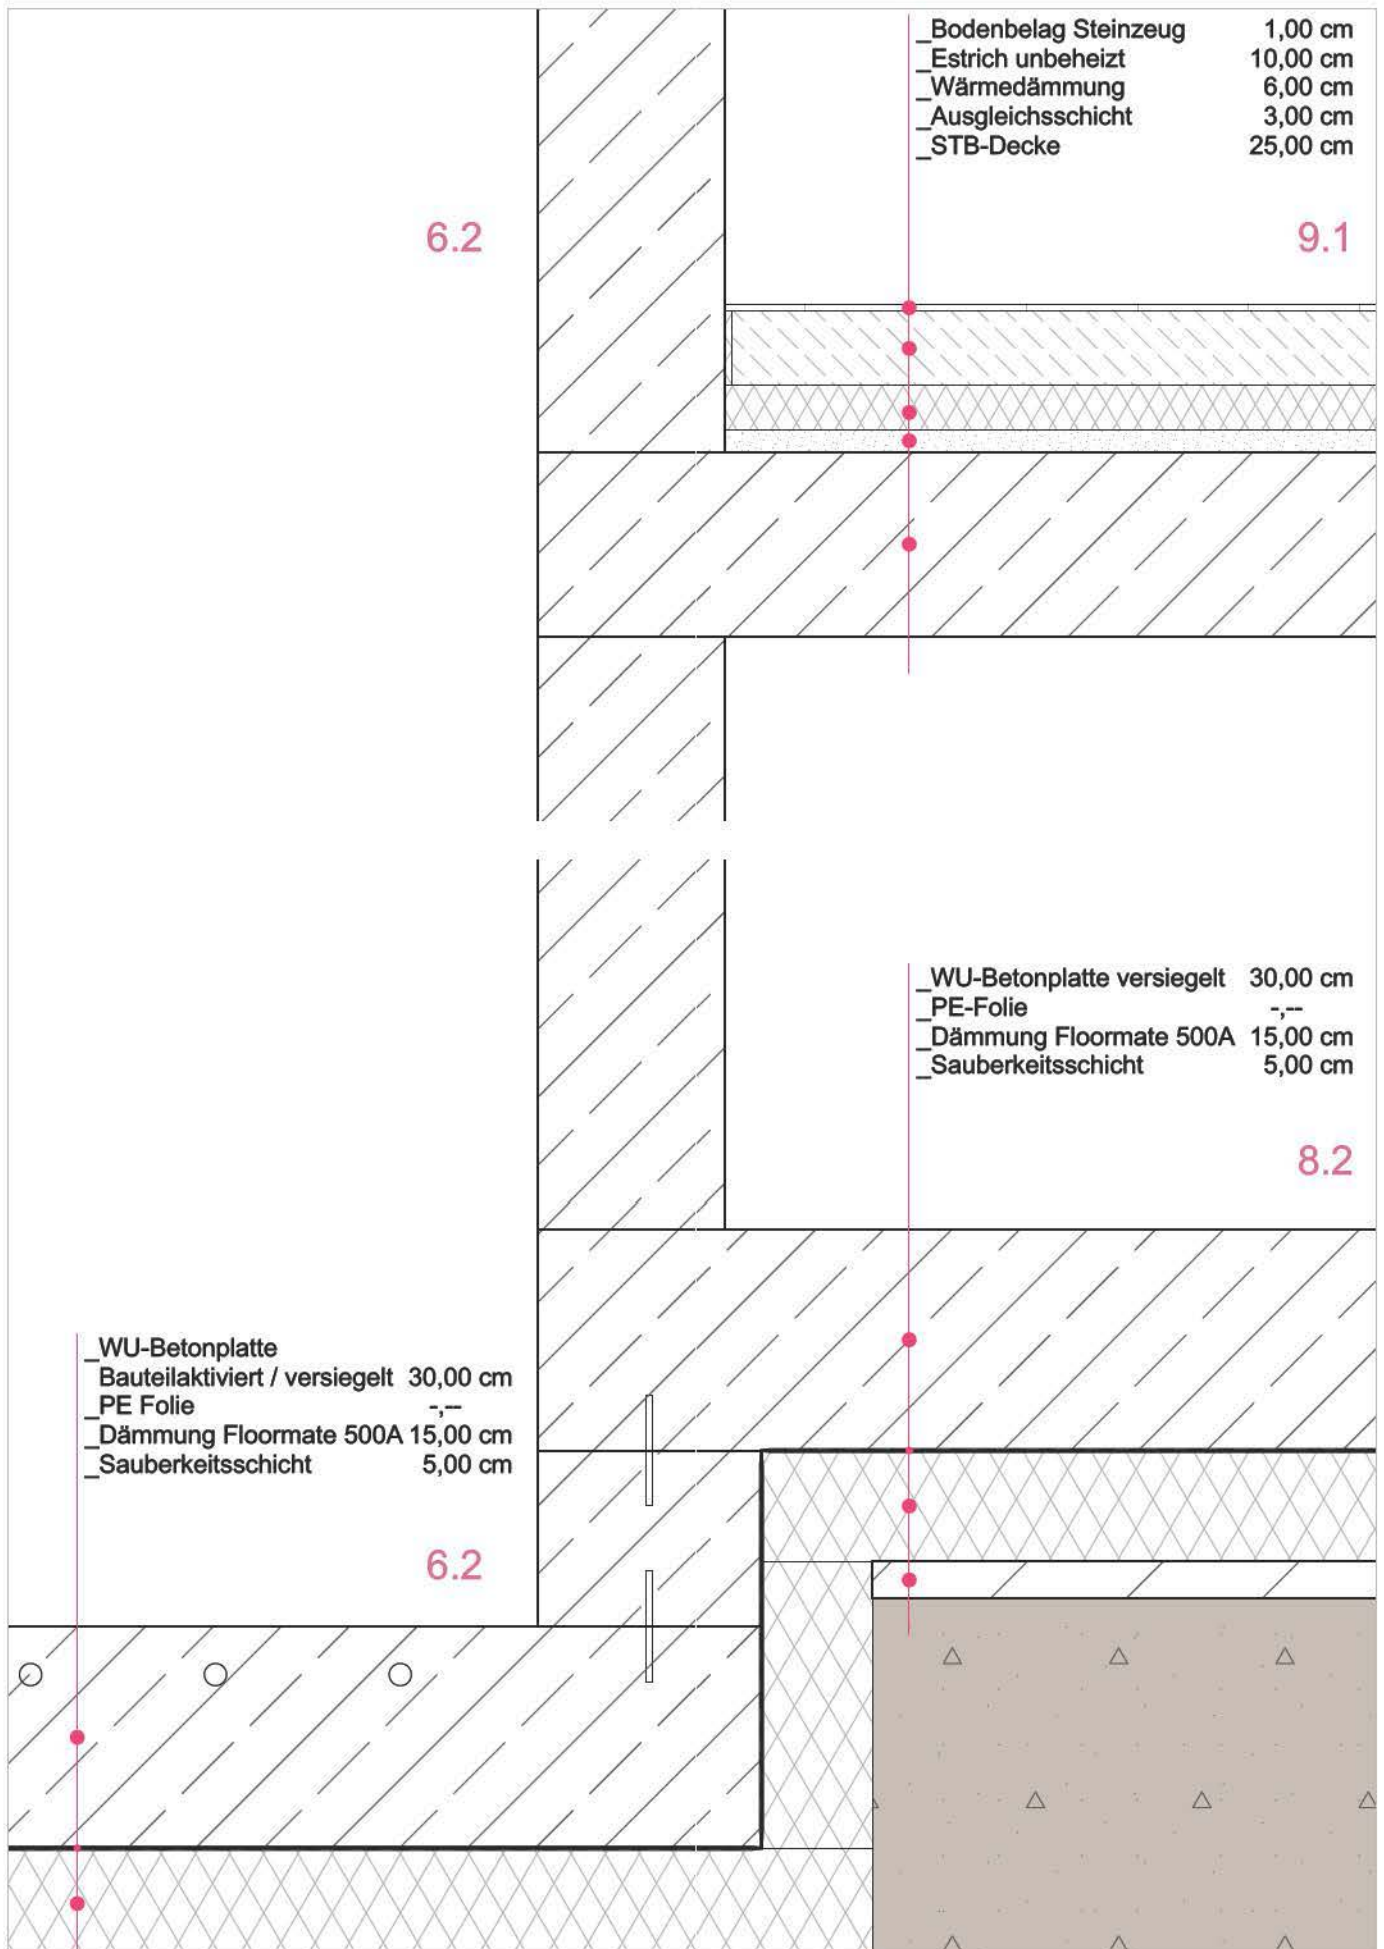 _Bodenbelag Steinzeug 1,00 cm
_Estrich unbeheizt 10,00 cm
_Wärmedämmung 6,00 cm
_Ausgleichsschicht 3,00 cm
_STB-Decke 25,00 cm
6.2
9.1
_WU-Betonplatte versiegelt 30,00 cm
_PE-Folie -,--
_Dämmung Floormate 500A 15,00 cm
_Sauberkeitsschicht 5,00 cm
8.2
_WU-Betonplatte
Bauteilaktiviert / versiegelt 30,00 cm
_PE Folie -,--
_Dämmung Floormate 500A 15,00 cm
_Sauberkeitsschicht 5,00 cm
6.2